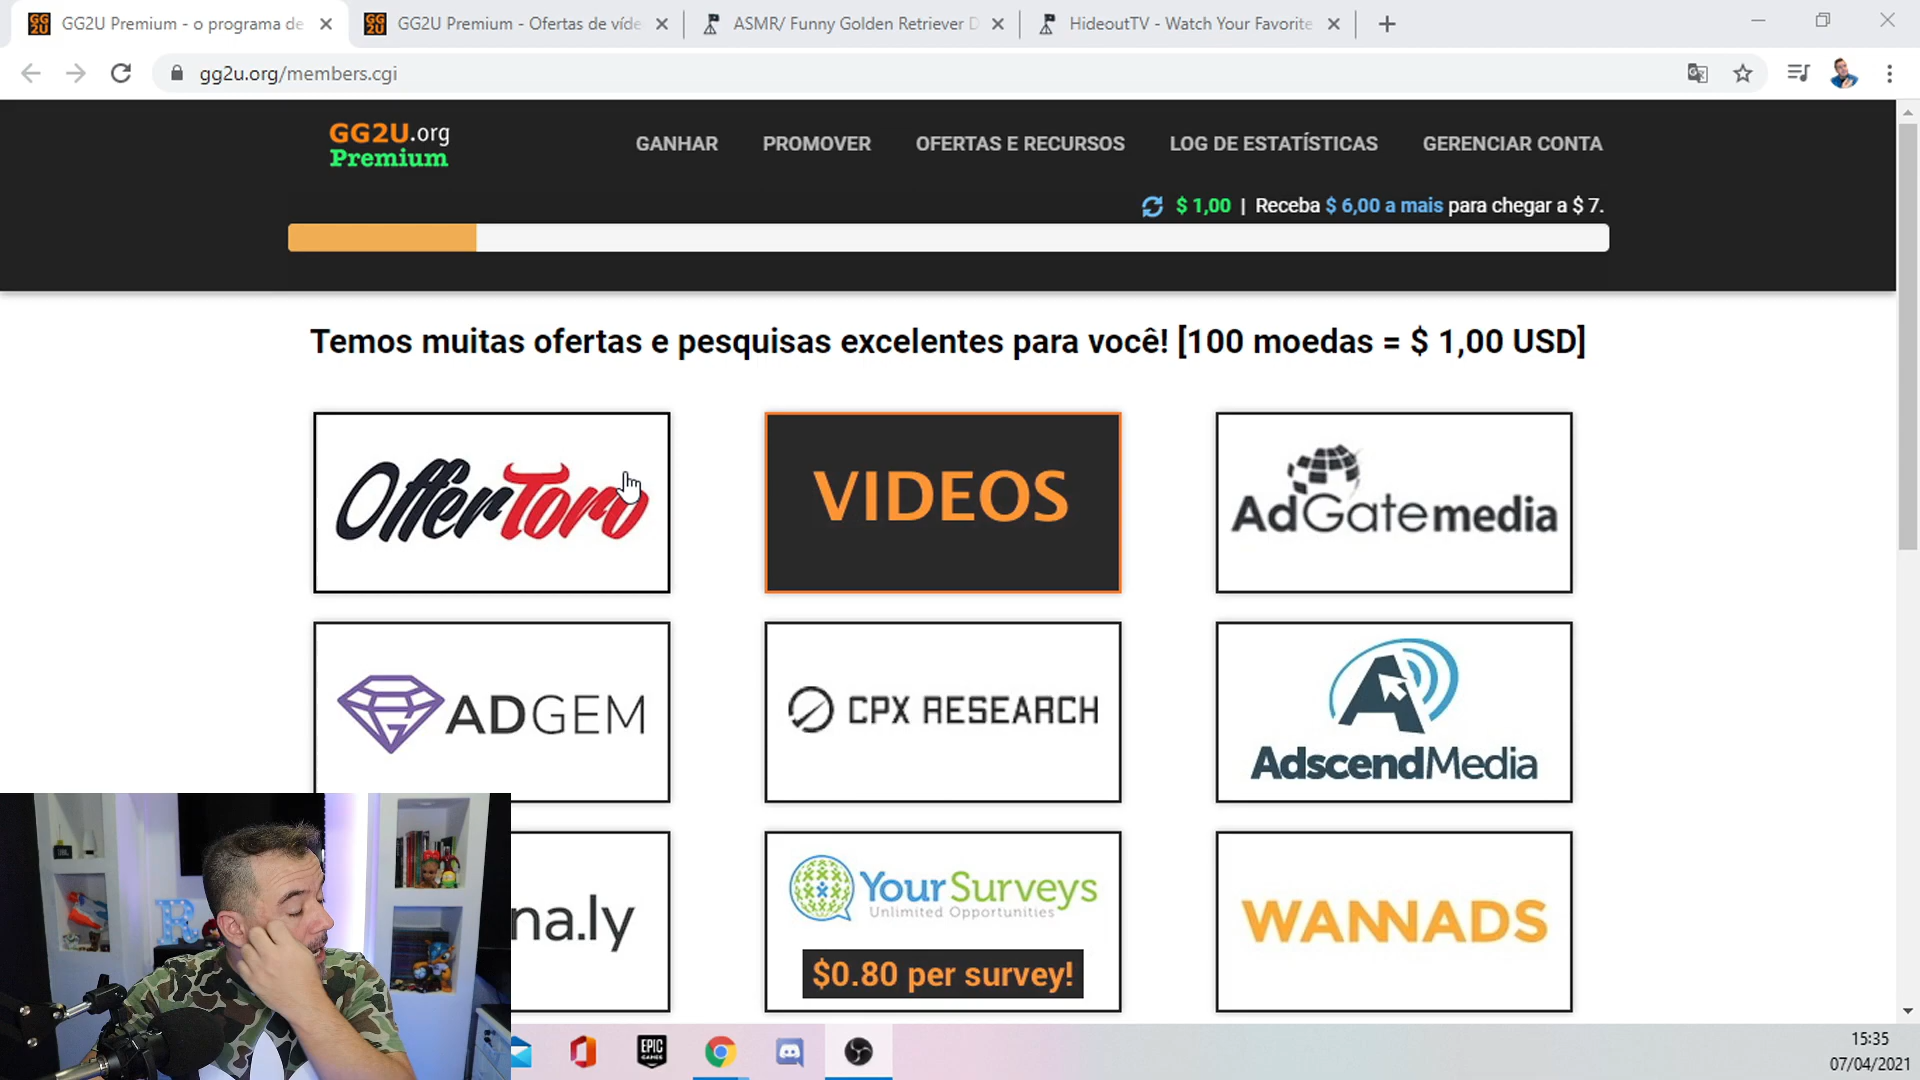 GG2U Premium - o programa de
GG2U Premium - Ofertas de víde
ASMR/ Funny Golden Retriever D
HideoutTV - Watch Your Favorite
gg2u.org/members.cgi
GG2U.org
Premium
GANHAR
PROMOVER
OFERTAS E RECURSOS
LOG DE ESTATÍSTICAS
GERENCIAR CONTA
$ 1,00 | Receba $ 6,00 a mais para chegar a $ 7.
Temos muitas ofertas e pesquisas excelentes para você! [100 moedas = $ 1,00 USD]
OfferToro
VIDEOS
AdGatemedia
ADGEM
CPX RESEARCH
AdscendMedia
na.ly
YourSurveys
Unlimited Opportunities
$0.80 per survey!
WANNADS
R
EPIC
GAMES
15:35
07/04/2021